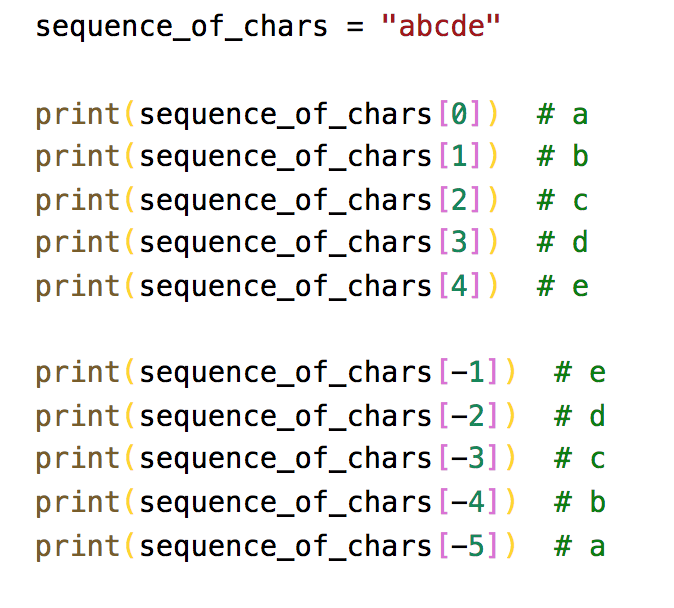 sequence_of_chars = "abcde"
print(sequence_of_chars[0])  # a
print(sequence_of_chars[1])  # b
print(sequence_of_chars[2])  # c
print(sequence_of_chars[3])  # d
print(sequence_of_chars[4])  # e
print(sequence_of_chars[-1])  # e
print(sequence_of_chars[-2])  # d
print(sequence_of_chars[-3])  # c
print(sequence_of_chars[-4])  # b
print(sequence_of_chars[-5])  # a